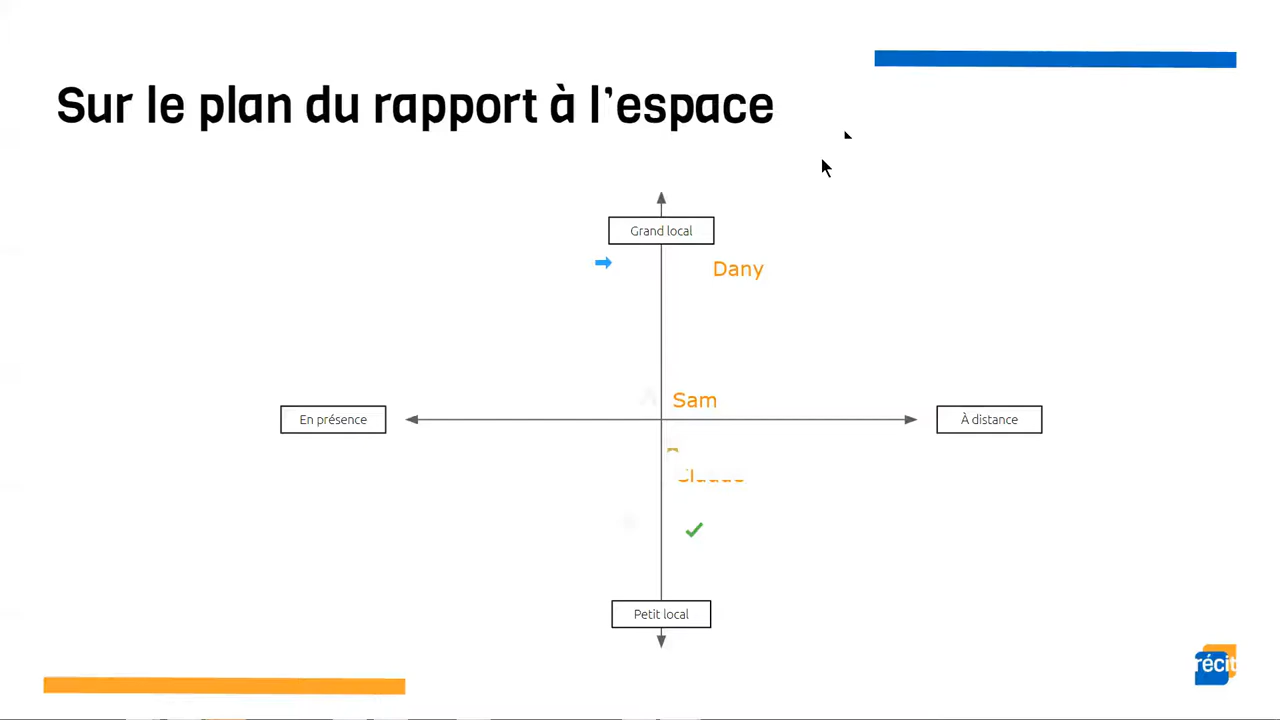 Sur le plan du rapport à l'espace
Grand local
Dany
Sam
En présence
À distance
Petit local
récit